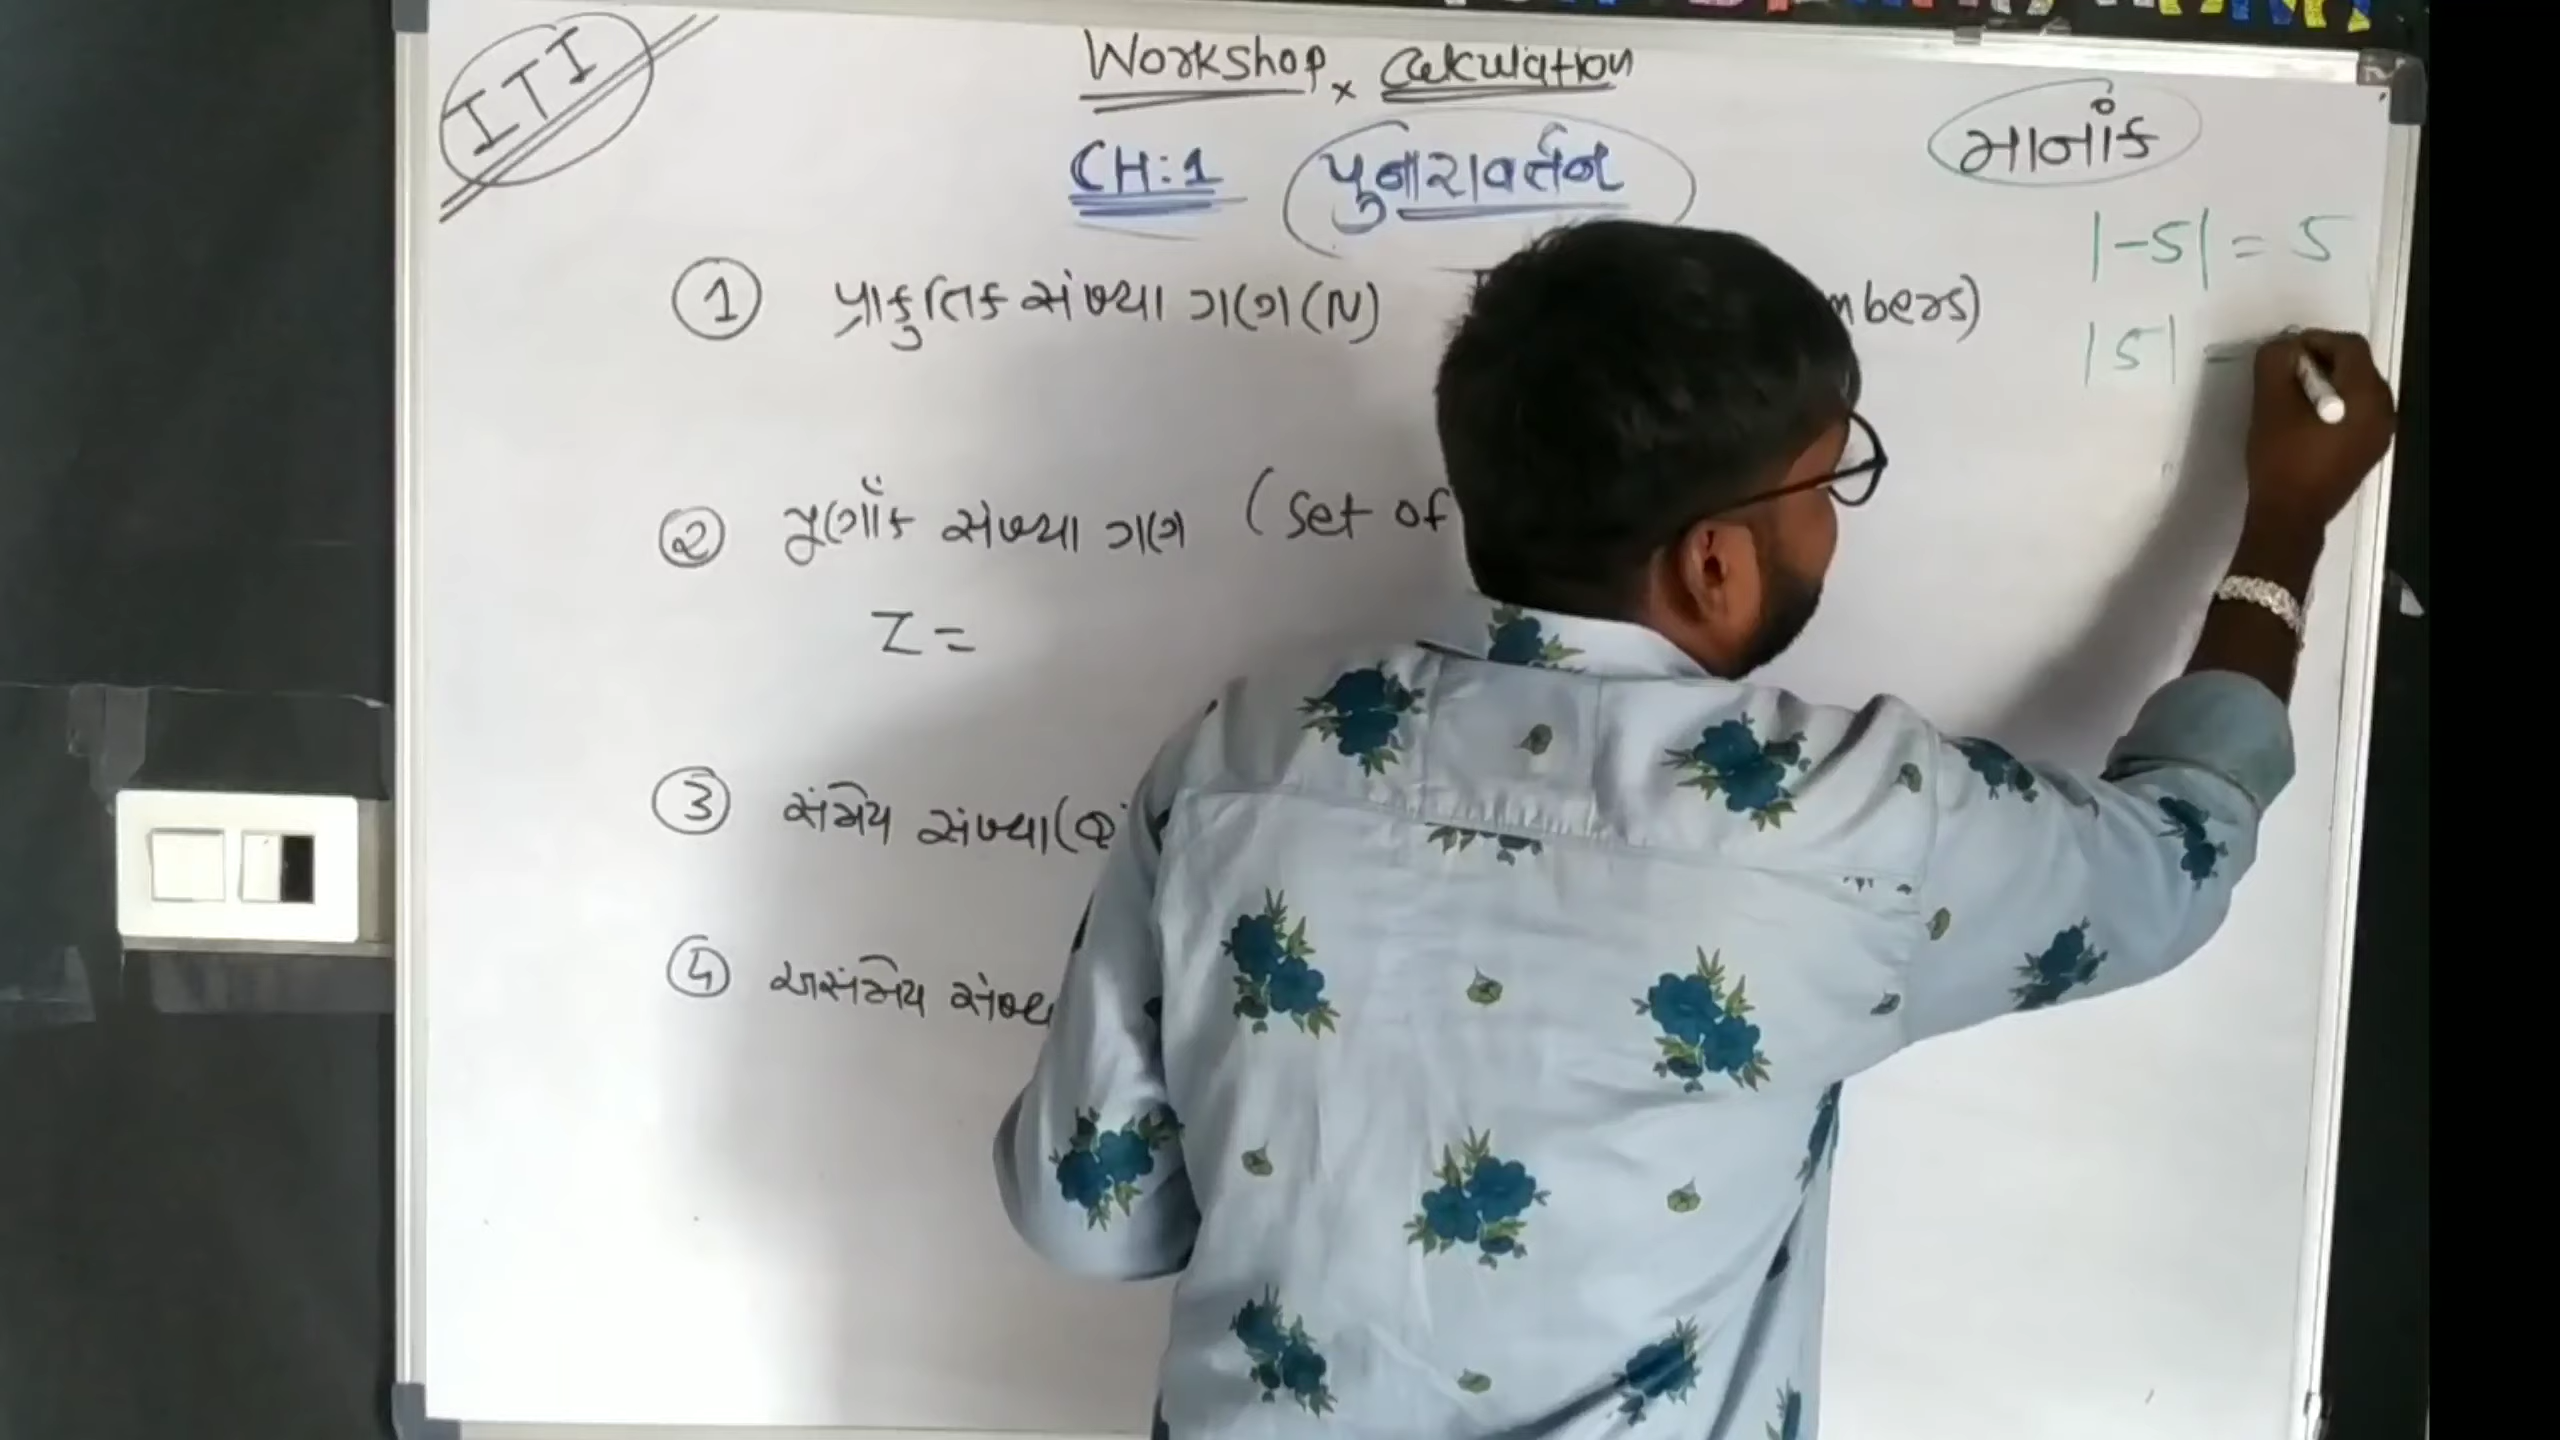 ITI
Workshop Calculation
CH:1 પુનારાવર્તન
માનાંક
|-5| = 5
|5| =
① પ્રાકૃતિક સંખ્યા ગણ (N) mbers)
② પૂર્ણાંક સંખ્યા ગણ (Set of
Z =
③ સંમેય સંખ્યા (Q
④ અસંમેય સંખ્ય